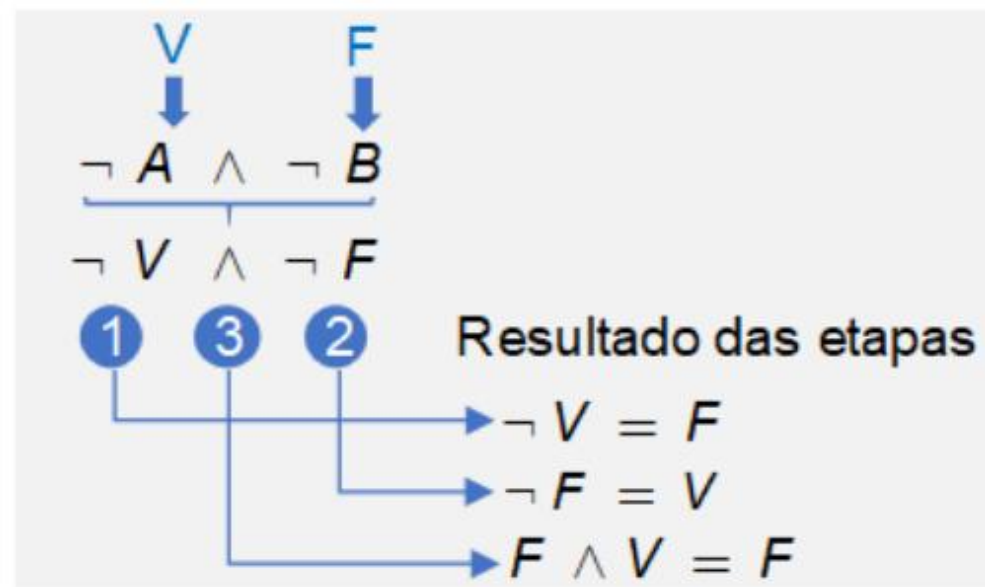 V F
¬ A ∧ ¬ B
¬ V ∧ ¬ F
1 3 2 Resultado das etapas
¬ V = F
¬ F = V
F ∧ V = F